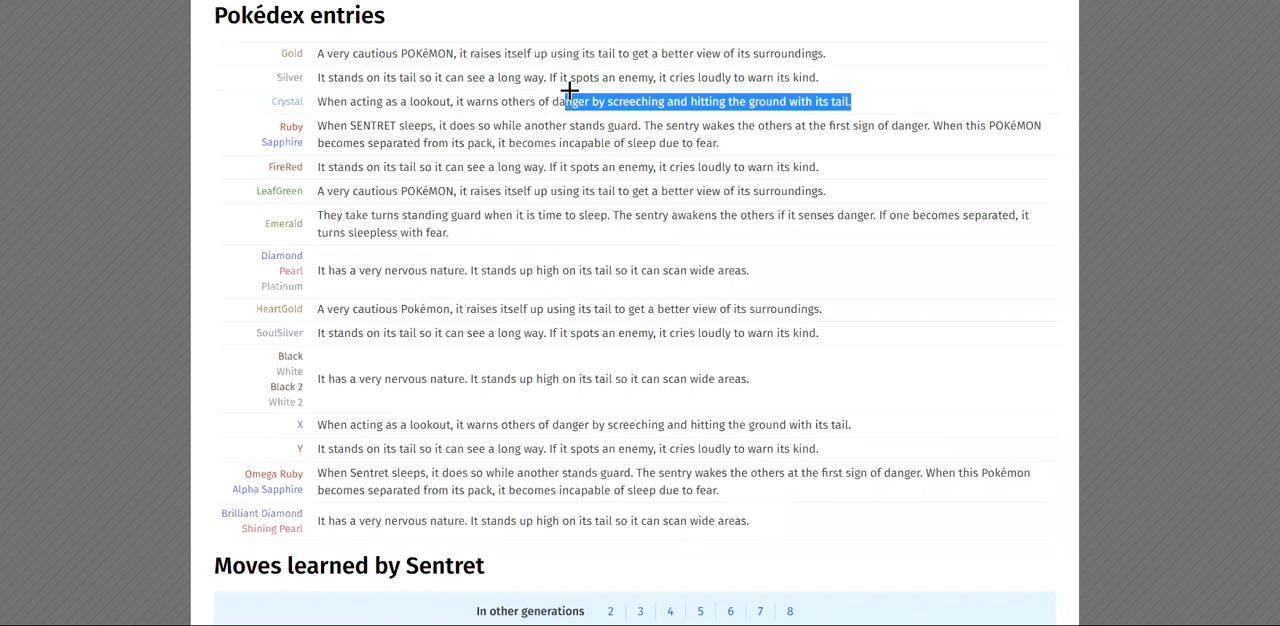 Pokédex entries
Gold A very cautious POKéMON, it raises itself up using its tail to get a better view of its surroundings.
Silver It stands on its tail so it can see a long way. If it spots an enemy, it cries loudly to warn its kind.
Crystal When acting as a lookout, it warns others of danger by screeching and hitting the ground with its tail.
Ruby When SENTRET sleeps, it does so while another stands guard. The sentry wakes the others at the first sign of danger. When this POKéMON
Sapphire becomes separated from its pack, it becomes incapable of sleep due to fear.
FireRed It stands on its tail so it can see a long way. If it spots an enemy, it cries loudly to warn its kind.
LeafGreen A very cautious POKéMON, it raises itself up using its tail to get a better view of its surroundings.
Emerald They take turns standing guard when it is time to sleep. The sentry awakens the others if it senses danger. If one becomes separated, it
turns sleepless with fear.
Diamond
Pearl It has a very nervous nature. It stands up high on its tail so it can scan wide areas.
Platinum
HeartGold A very cautious Pokémon, it raises itself up using its tail to get a better view of its surroundings.
SoulSilver It stands on its tail so it can see a long way. If it spots an enemy, it cries loudly to warn its kind.
Black
White It has a very nervous nature. It stands up high on its tail so it can scan wide areas.
Black 2
White 2
X When acting as a lookout, it warns others of danger by screeching and hitting the ground with its tail.
Y It stands on its tail so it can see a long way. If it spots an enemy, it cries loudly to warn its kind.
Omega Ruby When Sentret sleeps, it does so while another stands guard. The sentry wakes the others at the first sign of danger. When this Pokémon
Alpha Sapphire becomes separated from its pack, it becomes incapable of sleep due to fear.
Brilliant Diamond It has a very nervous nature. It stands up high on its tail so it can scan wide areas.
Shining Pearl
Moves learned by Sentret
In other generations 2 3 4 5 6 7 8